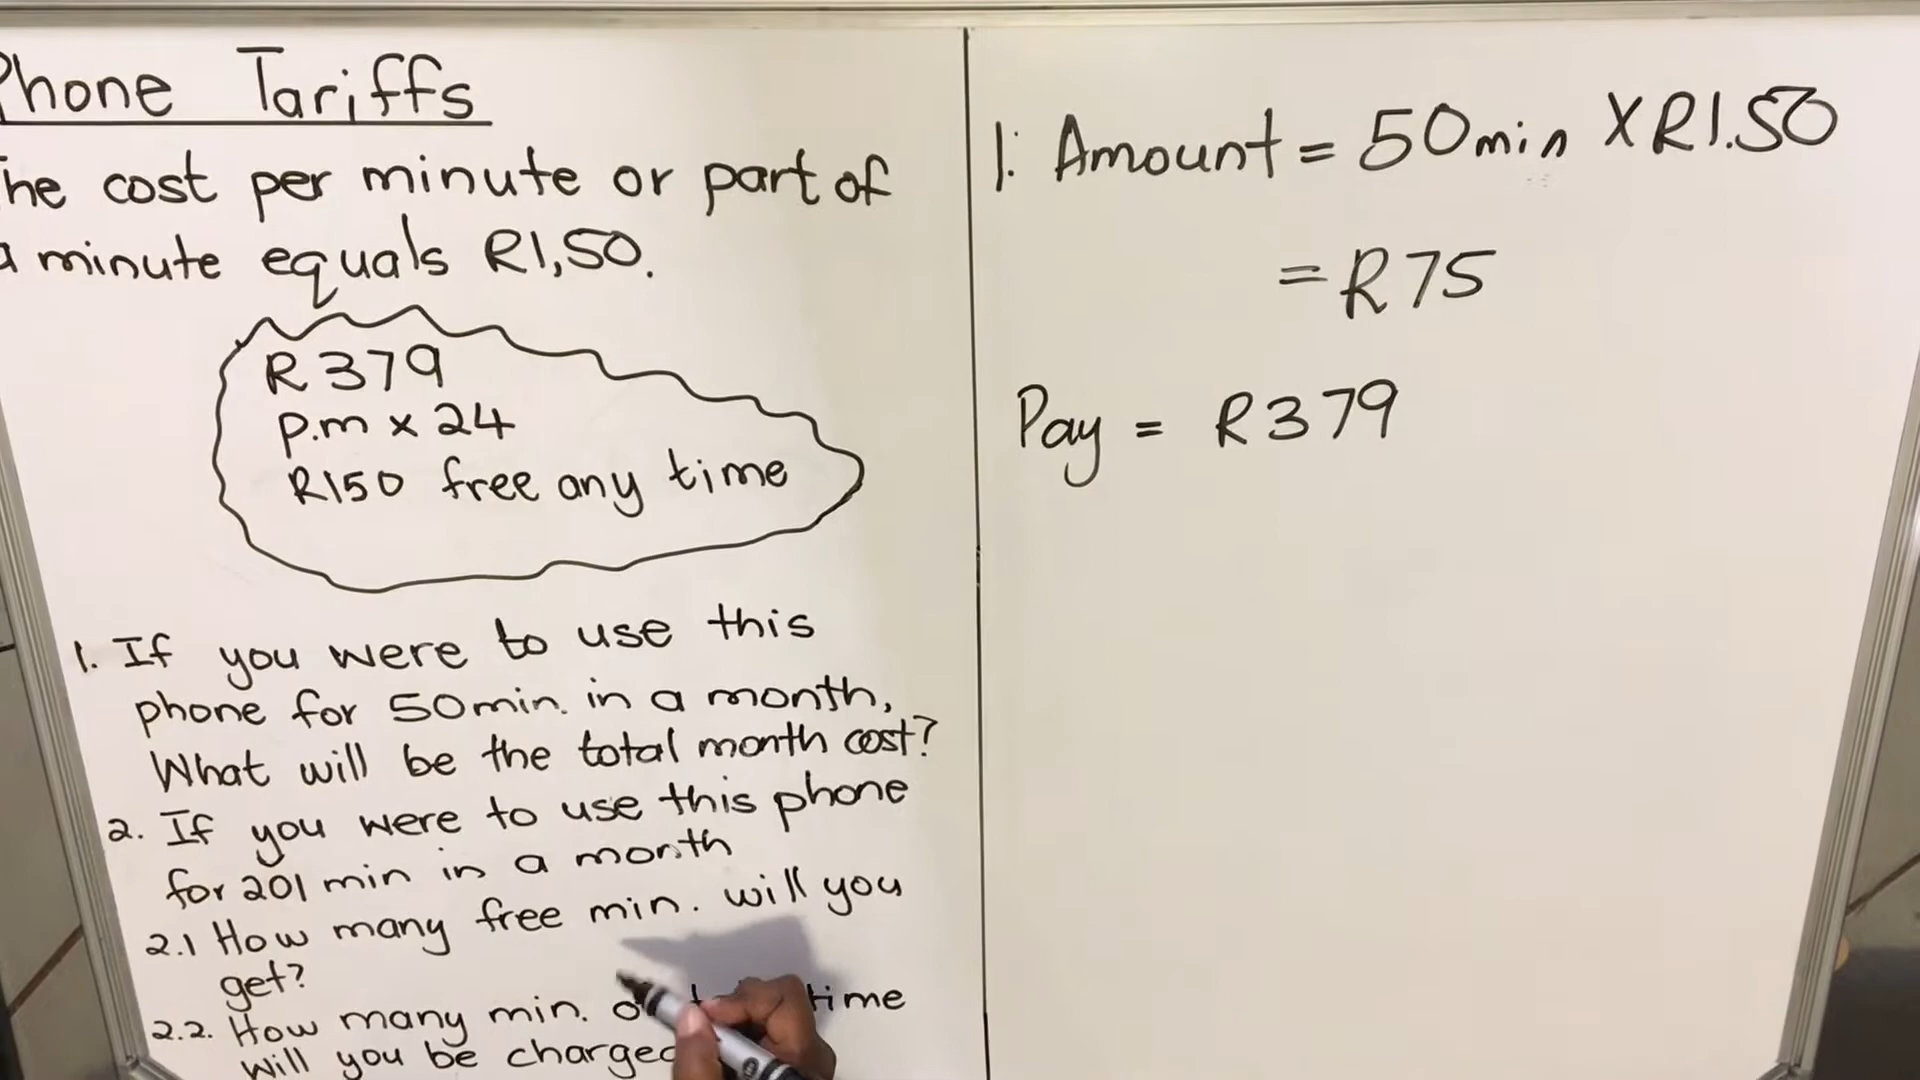 Phone Tariffs
The cost per minute or part of
a minute equals R1,50.
R379
p.m x 24
R150 free any time
1. If you were to use this
phone for 50min. in a month,
What will be the total month cost?
2. If you were to use this phone
for 201 min in a month
2.1 How many free min. will you
get?
2.2. How many min. time
Will you be charged
1. Amount = 50min X R1.50
= R75
Pay = R379